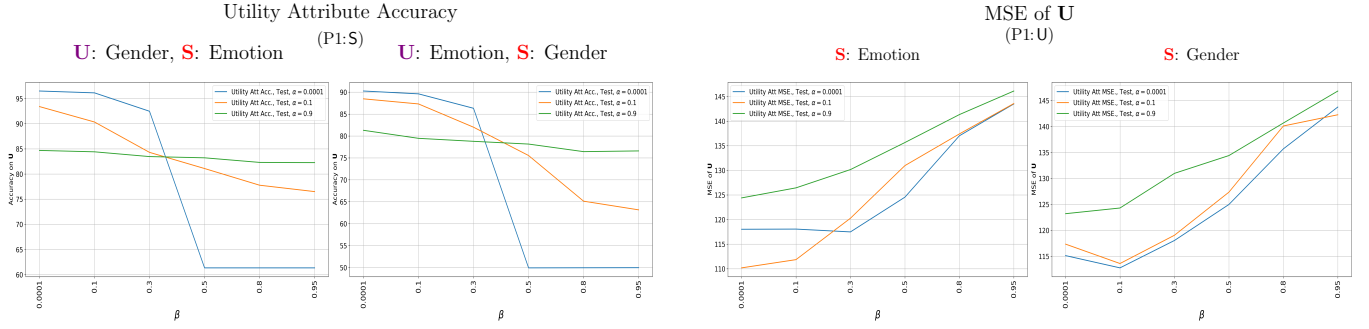 Utility Attribute Accuracy
(P1:S)
U: Gender, S: Emotion
U: Emotion, S: Gender
MSE of U
(P1:U)
S: Emotion
S: Gender
Accuracy on U
95
90
85
80
75
70
65
60
Utility Att Acc., Test, α = 0.0001
Utility Att Acc., Test, α = 0.1
Utility Att Acc., Test, α = 0.9
0.0001
0.1
0.3
0.5
0.8
0.95
β
Accuracy on U
90
85
80
75
70
65
60
55
50
Utility Att Acc., Test, α = 0.0001
Utility Att Acc., Test, α = 0.1
Utility Att Acc., Test, α = 0.9
0.0001
0.1
0.3
0.5
0.8
0.95
β
MSE of U
145
140
135
130
125
120
115
110
Utility Att MSE., Test, α = 0.0001
Utility Att MSE., Test, α = 0.1
Utility Att MSE., Test, α = 0.9
0.0001
0.1
0.3
0.5
0.8
0.95
β
MSE of U
145
140
135
130
125
120
115
Utility Att MSE., Test, α = 0.0001
Utility Att MSE., Test, α = 0.1
Utility Att MSE., Test, α = 0.9
0.0001
0.1
0.3
0.5
0.8
0.95
β